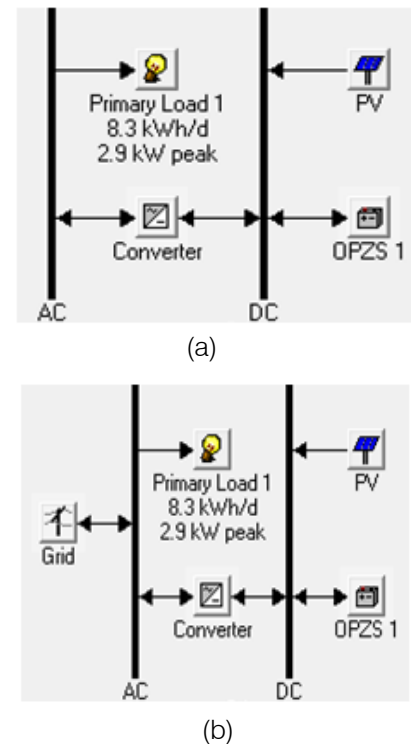 Primary Load 1
8.3 kWh/d
2.9 kW peak
PV
Converter
OPZS 1
AC
DC
(a)
Primary Load 1
8.3 kWh/d
2.9 kW peak
PV
Grid
Converter
OPZS 1
AC
DC
(b)